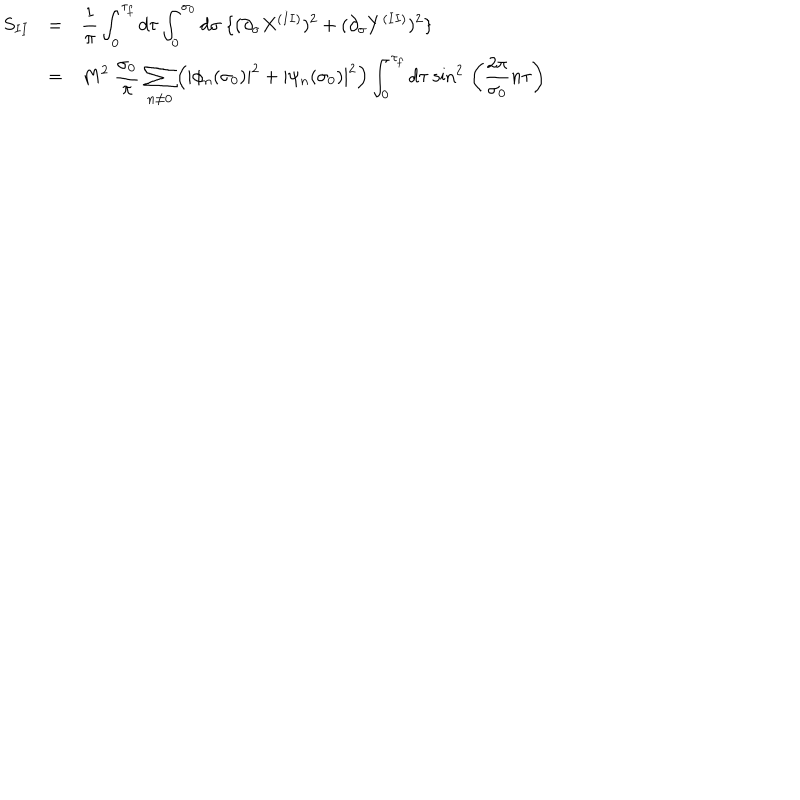 S_{II} = \frac{1}{\pi} \int_0^{\tau_f} d\tau \int_0^{\sigma_0} d\sigma \{(\partial_\sigma X^{(II)})^2 + (\partial_\sigma Y^{(II)})^2\}
= M^2 \frac{\sigma_0}{\pi} \sum_{n \neq 0} \left( |\phi_n(\sigma_0)|^2 + |\psi_n(\sigma_0)|^2 \right) \int_0^{\tau_f} d\tau \sin^2 \left( \frac{2\pi}{\sigma_0} n\tau \right)